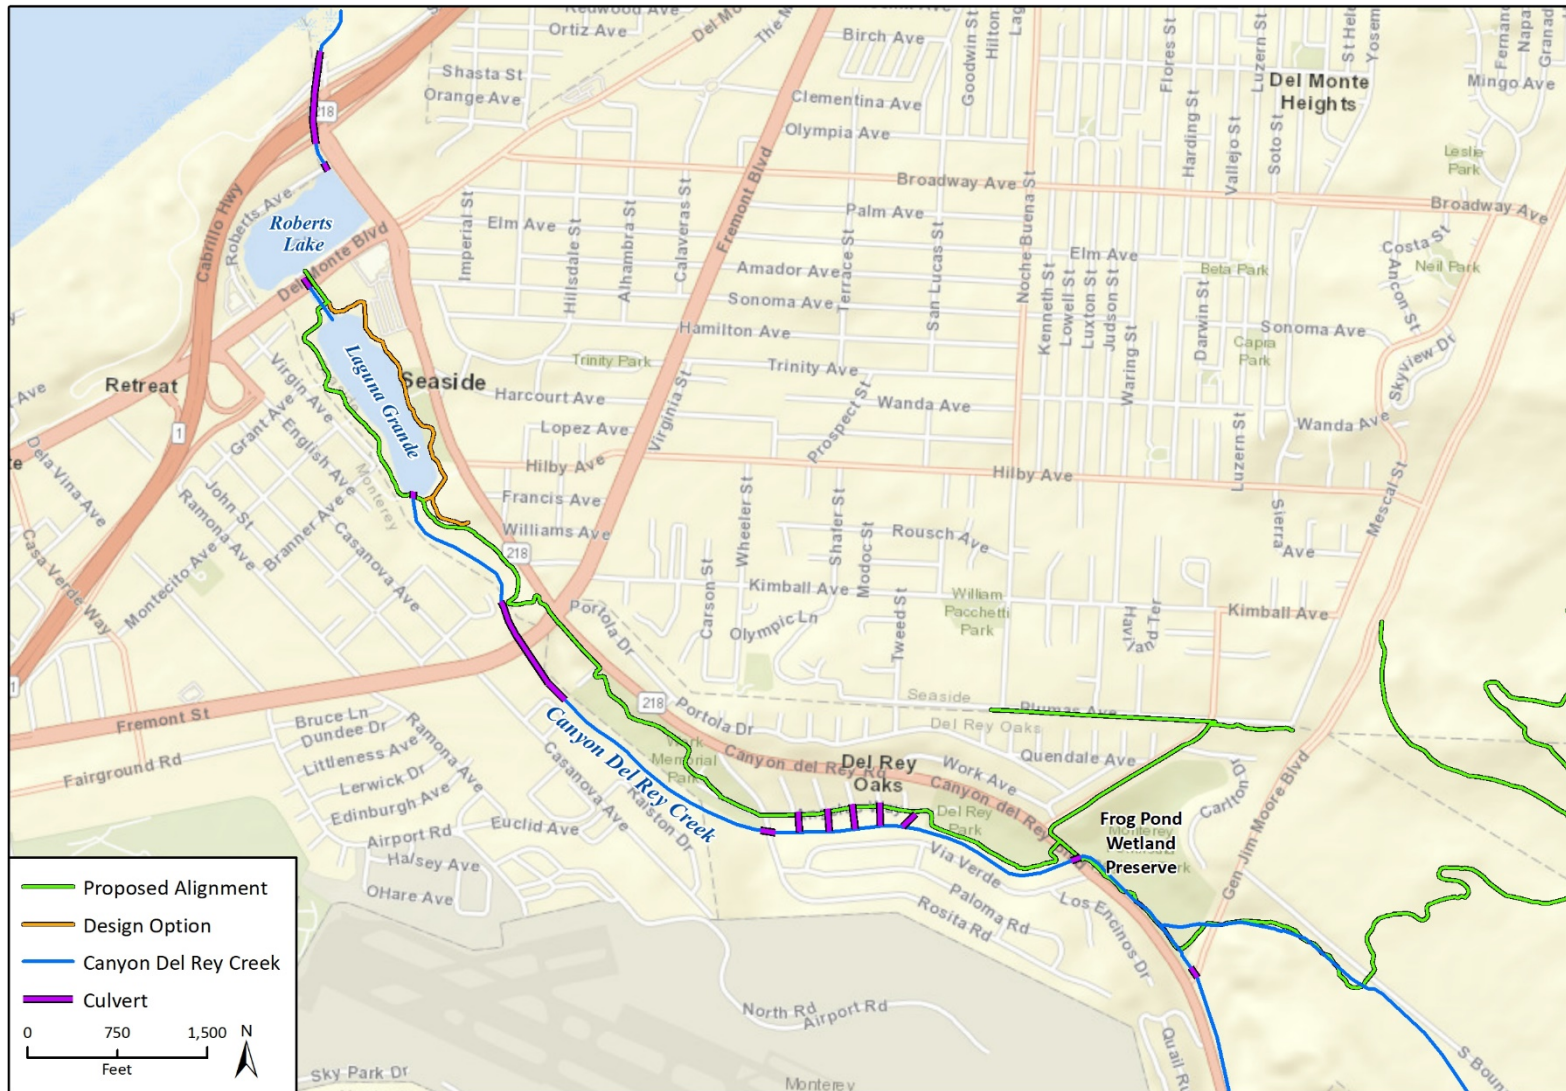 Redwood Ave
Ortiz Ave
Birch Ave
Shasta St
Orange Ave
Clementina Ave
Olympia Ave
Goodwin St
Hilton
Flores St
Luzern St
Del Monte
Heights
Mingo Ave
Harding St
Vallejo St
Soto St
Leslie
Park
218
Cabrillo Hwy
Roberts Ave
Roberts
Lake
Del Monte Blvd
Broadway Ave
Broadway Ave
Fremont Blvd
Imperial St
Elm Ave
Hillsdale St
Alhambra St
Calaveras St
Palm Ave
Terrace St
San Lucas St
Noche Buena St
Elm Ave
Amador Ave
Sonoma Ave
Hamilton Ave
Trinity Ave
Trinity Park
Kenneth St
Lowell St
Luxton St
Judson St
Waring St
Beta Park
Darwin St
Capra
Park
Costa St
Neil Park
Ancon St
Sonoma Ave
Skyview Dr
Retreat
Laguna Grande
Seaside
Harcourt Ave
Lopez Ave
Hilby Ave
Francis Ave
Williams Ave
Virginia St
Prospect St
Wanda Ave
Wanda Ave
Hilby Ave
Luzern St
Mescal St
1
Virgin Ave
Grant Ave
English Ave
Dela Vina Ave
John St
Ramona Ave
Branner Ave
Monterey
Casanova Ave
Montecito Ave
Casa Verde Way
218
Wheeler St
Shafer St
Modoc St
Rousch Ave
Sierra
Ave
Carson St
Kimball Ave
William
Pacchetti
Park
Kimball Ave
Portola Dr
Olympic Ln
Tweed St
Havil
land Ter
1
Fremont St
Fairground Rd
218
Portola Dr
Seaside
Del Rey Oaks
Plumas Ave
Quendale Ave
Work Ave
Bruce Ln
Dundee Dr
Littleness Ave
Lerwick Dr
Edinburgh Ave
Airport Rd
Halsey Ave
OHare Ave
Ramona Ave
Euclid Ave
Casanova Ave
Ralston Dr
Canyon Del Rey Creek
Work
Memorial
Park
Canyon del Rey Rd
Del Rey
Oaks
Canyon del Rey
Del Rey
Park
Carlton Dr
Gen Jim Moore Blvd
Frog Pond
Wetland
Preserve
Via Verde
Paloma Rd
Rosita Rd
Los Encinos Dr
North Rd
Airport Rd
Sky Park Dr
Monterey
Proposed Alignment
Design Option
Canyon Del Rey Creek
Culvert
0 750 1,500 N
Feet